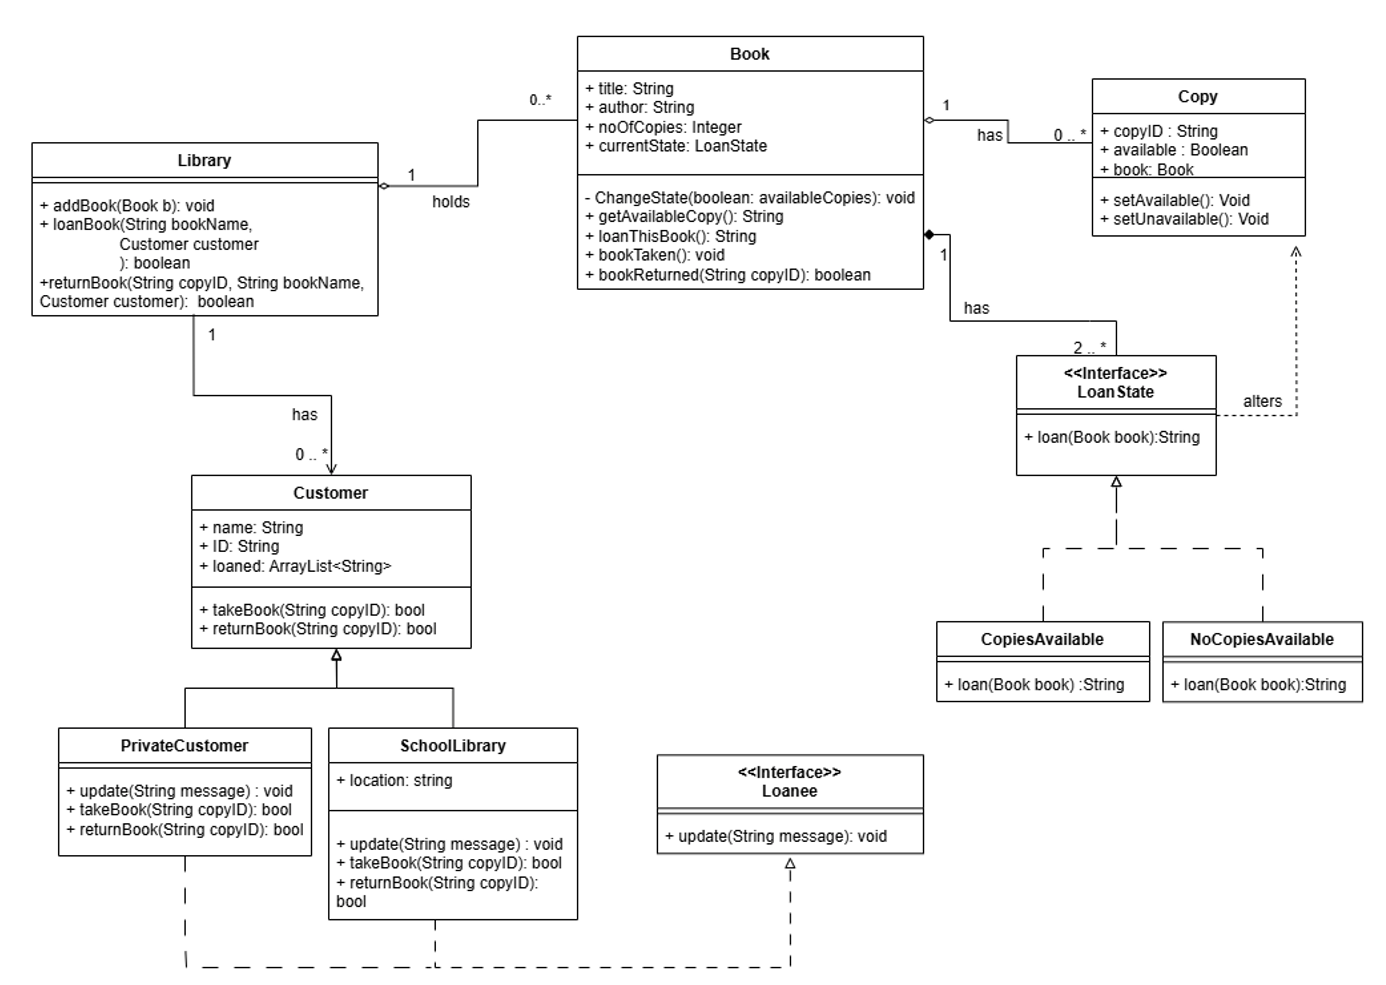 Book
+ title: String
+ author: String
+ noOfCopies: Integer
+ currentState: LoanState
- ChangeState(boolean: availableCopies): void
+ getAvailableCopy(): String
+ loanThisBook(): String
+ bookTaken(): void
+ bookReturned(String copyID): boolean
0..*
1
holds
Library
+ addBook(Book b): void
+ loanBook(String bookName,
Customer customer
): boolean
+returnBook(String copyID, String bookName,
Customer customer): boolean
1
has
0 .. *
Copy
+ copyID : String
+ available : Boolean
+ book: Book
+ setAvailable(): Void
+ setUnavailable(): Void
1
has
2 .. *
<<Interface>>
LoanState
+ loan(Book book):String
alters
1
has
0 .. *
Customer
+ name: String
+ ID: String
+ loaned: ArrayList<String>
+ takeBook(String copyID): bool
+ returnBook(String copyID): bool
CopiesAvailable
+ loan(Book book) :String
NoCopiesAvailable
+ loan(Book book):String
PrivateCustomer
+ update(String message) : void
+ takeBook(String copyID): bool
+ returnBook(String copyID): bool
SchoolLibrary
+ location: string
+ update(String message) : void
+ takeBook(String copyID): bool
+ returnBook(String copyID):
bool
<<Interface>>
Loanee
+ update(String message): void